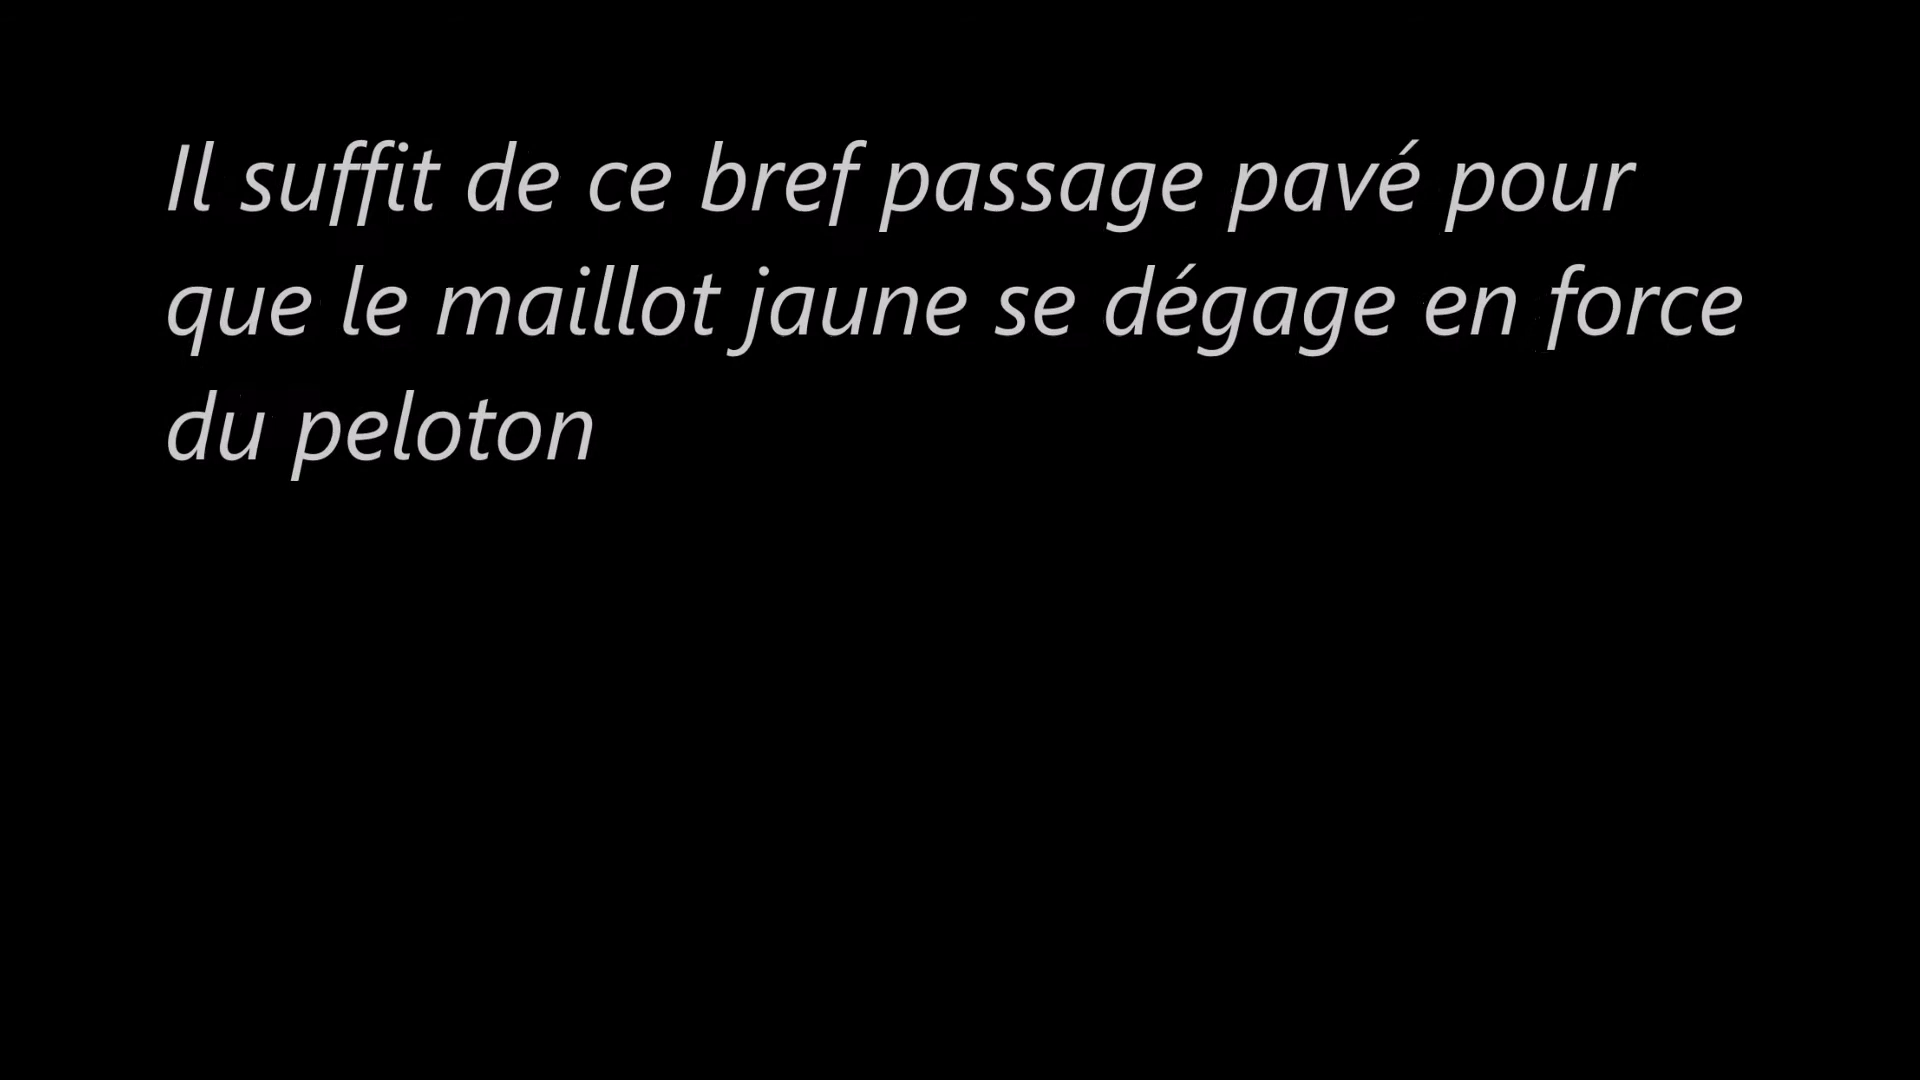 Il suffit de ce bref passage pavé pour
que le maillot jaune se dégage en force
du peloton